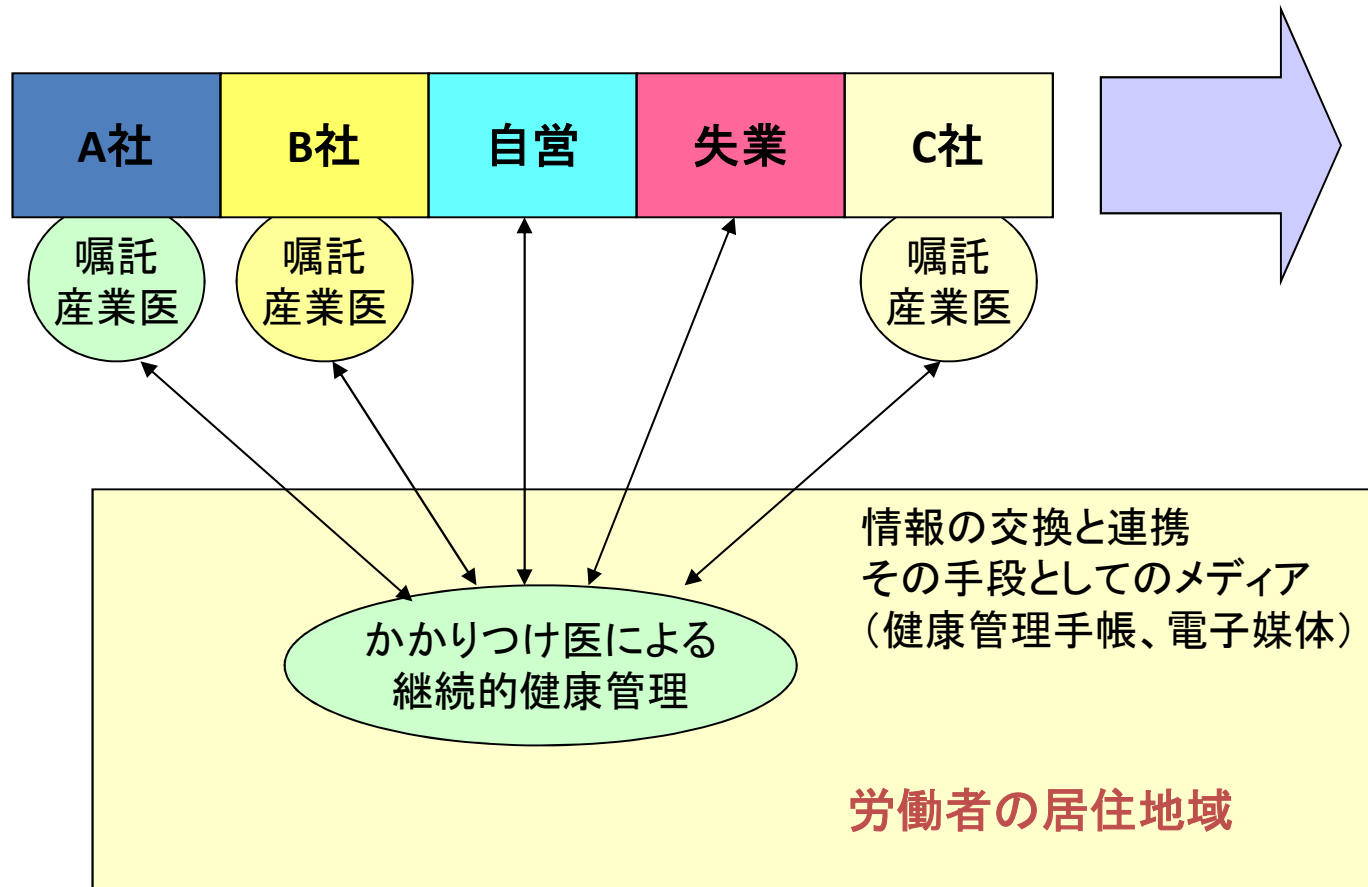 A社
B社
自営
失業
C社
嘱託
産業医
嘱託
産業医
嘱託
産業医
情報の交換と連携
その手段としてのメディア
（健康管理手帳、電子媒体）
かかりつけ医による
継続的健康管理
労働者の居住地域